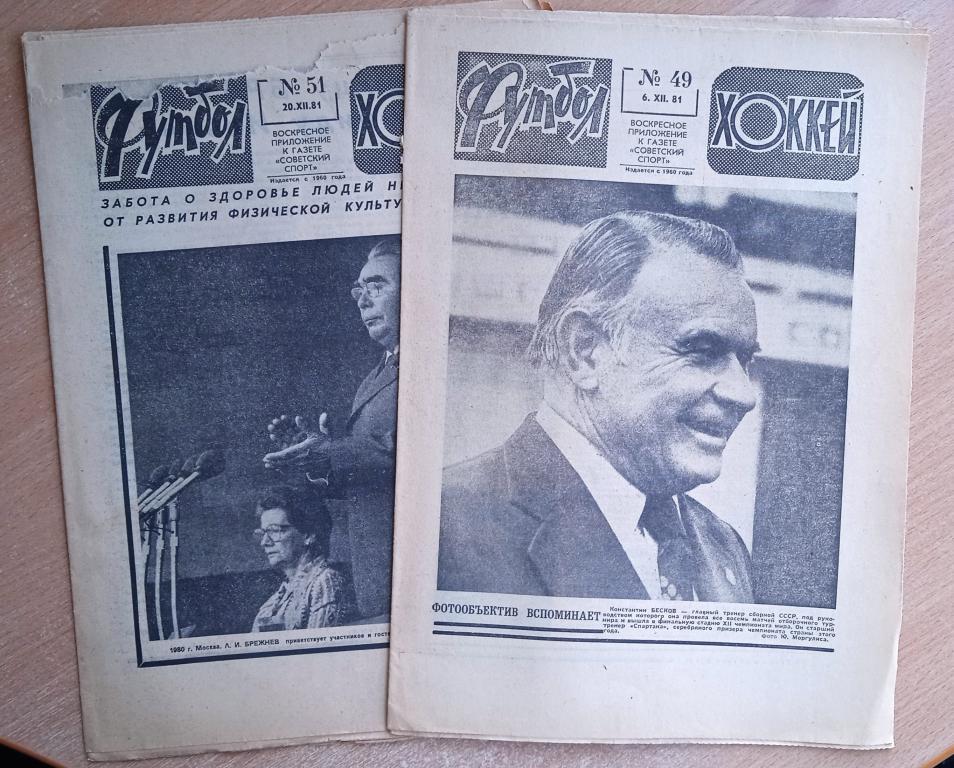 Футбол
№ 51
20.XII.81
ВОСКРЕСНОЕ
ПРИЛОЖЕНИЕ
К ГАЗЕТЕ
«СОВЕТСКИЙ
СПОРТ»
Издается с 1960 года
ХО
ЗАБОТА О ЗДОРОВЬЕ ЛЮДЕЙ НЕ
ОТ РАЗВИТИЯ ФИЗИЧЕСКОЙ КУЛЬТУ
1980 г. Москва. Л. И. БРЕЖНЕВ приветствует участников и госте
Футбол
№ 49
6. XII. 81
ВОСКРЕСНОЕ
ПРИЛОЖЕНИЕ
К ГАЗЕТЕ
«СОВЕТСКИЙ
СПОРТ»
Издается с 1960 года
ХОККЕЙ
ФОТООБЪЕКТИВ ВСПОМИНАЕТ
Константин БЕСКОВ — главный тренер сборной СССР, под руко-
водством которого она провела все восемь матчей отборочного тур-
нира и вышла в финальную стадию XII чемпионата мира. Он старший
тренер «Спартака», серебряного призера чемпионата страны этого
года.
Фото Ю. Моргулиса.